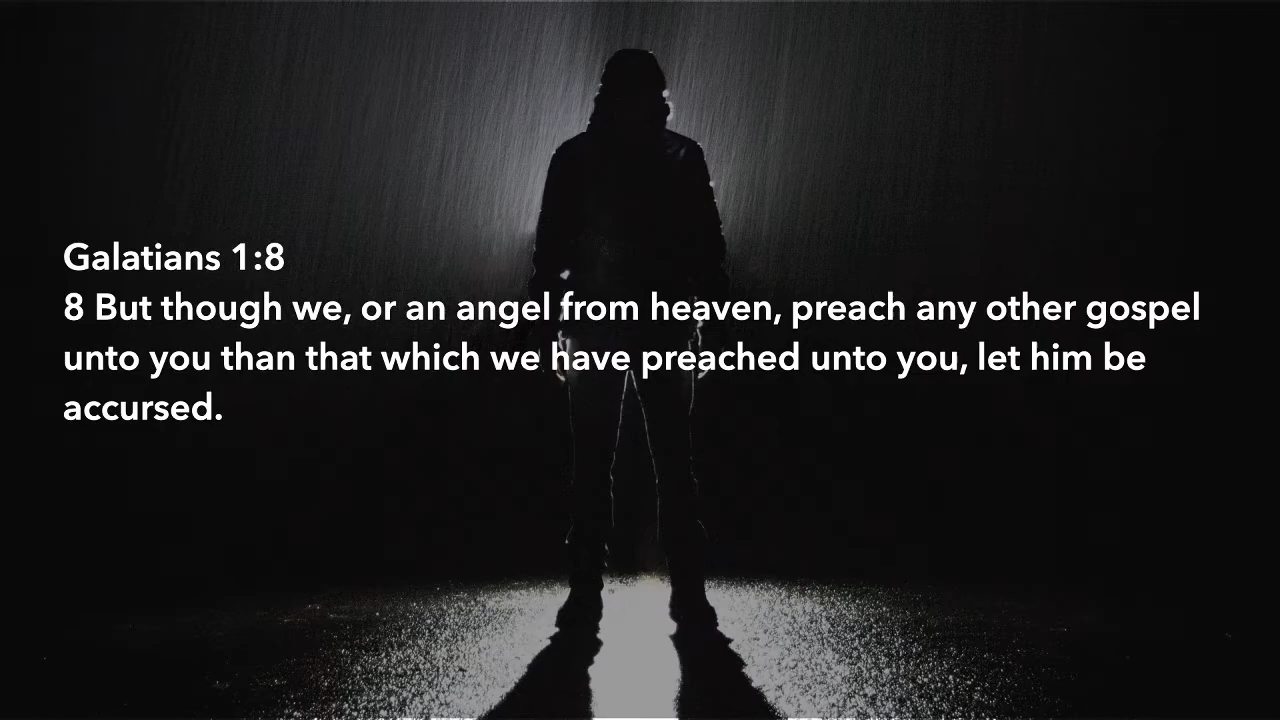 Galatians 1:8
8 But though we, or an angel from heaven, preach any other gospel
unto you than that which we have preached unto you, let him be
accursed.